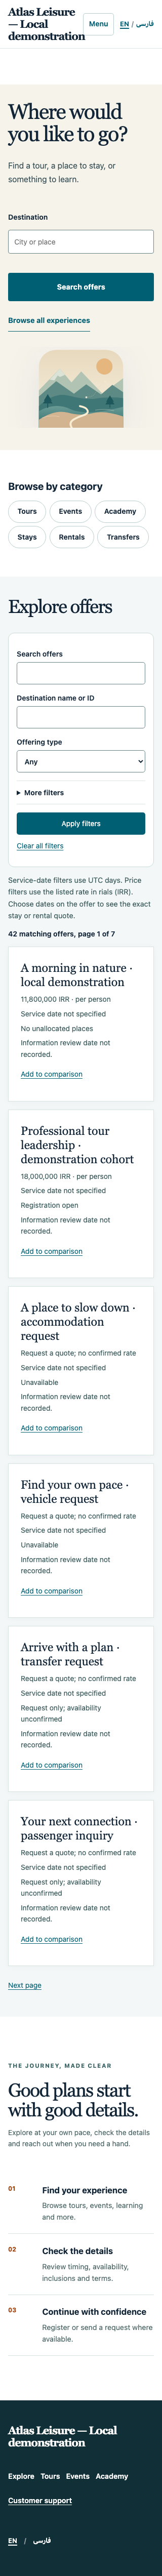 Atlas Leisure
— Local
demonstration
Menu
EN / فارسی
Where would
you like to go?
Find a tour, a place to stay, or
something to learn.
Destination
City or place
Search offers
Browse all experiences
Browse by category
Tours
Events
Academy
Stays
Rentals
Transfers
Explore offers
Search offers
Destination name or ID
Offering type
Any
More filters
Apply filters
Clear all filters
Service-date filters use UTC days. Price
filters use the listed rate in rials (IRR).
Choose dates on the offer to see the exact
stay or rental quote.
42 matching offers, page 1 of 7
A morning in nature ·
local demonstration
11,800,000 IRR · per person
Service date not specified
No unallocated places
Information review date not
recorded.
Add to comparison
Professional tour
leadership ·
demonstration cohort
18,000,000 IRR · per person
Service date not specified
Registration open
Information review date not
recorded.
Add to comparison
A place to slow down ·
accommodation
request
Request a quote; no confirmed rate
Service date not specified
Unavailable
Information review date not
recorded.
Add to comparison
Find your own pace ·
vehicle request
Request a quote; no confirmed rate
Service date not specified
Unavailable
Information review date not
recorded.
Add to comparison
Arrive with a plan ·
transfer request
Request a quote; no confirmed rate
Service date not specified
Request only; availability
unconfirmed
Information review date not
recorded.
Add to comparison
Your next connection ·
passenger inquiry
Request a quote; no confirmed rate
Service date not specified
Request only; availability
unconfirmed
Information review date not
recorded.
Add to comparison
Next page
THE JOURNEY, MADE CLEAR
Good plans start
with good details.
Explore at your own pace, check the details
and reach out when you need a hand.
01
Find your experience
Browse tours, events, learning
and more.
02
Check the details
Review timing, availability,
inclusions and terms.
03
Continue with confidence
Register or send a request where
available.
Atlas Leisure — Local
demonstration
Explore Tours Events Academy
Customer support
EN / فارسی